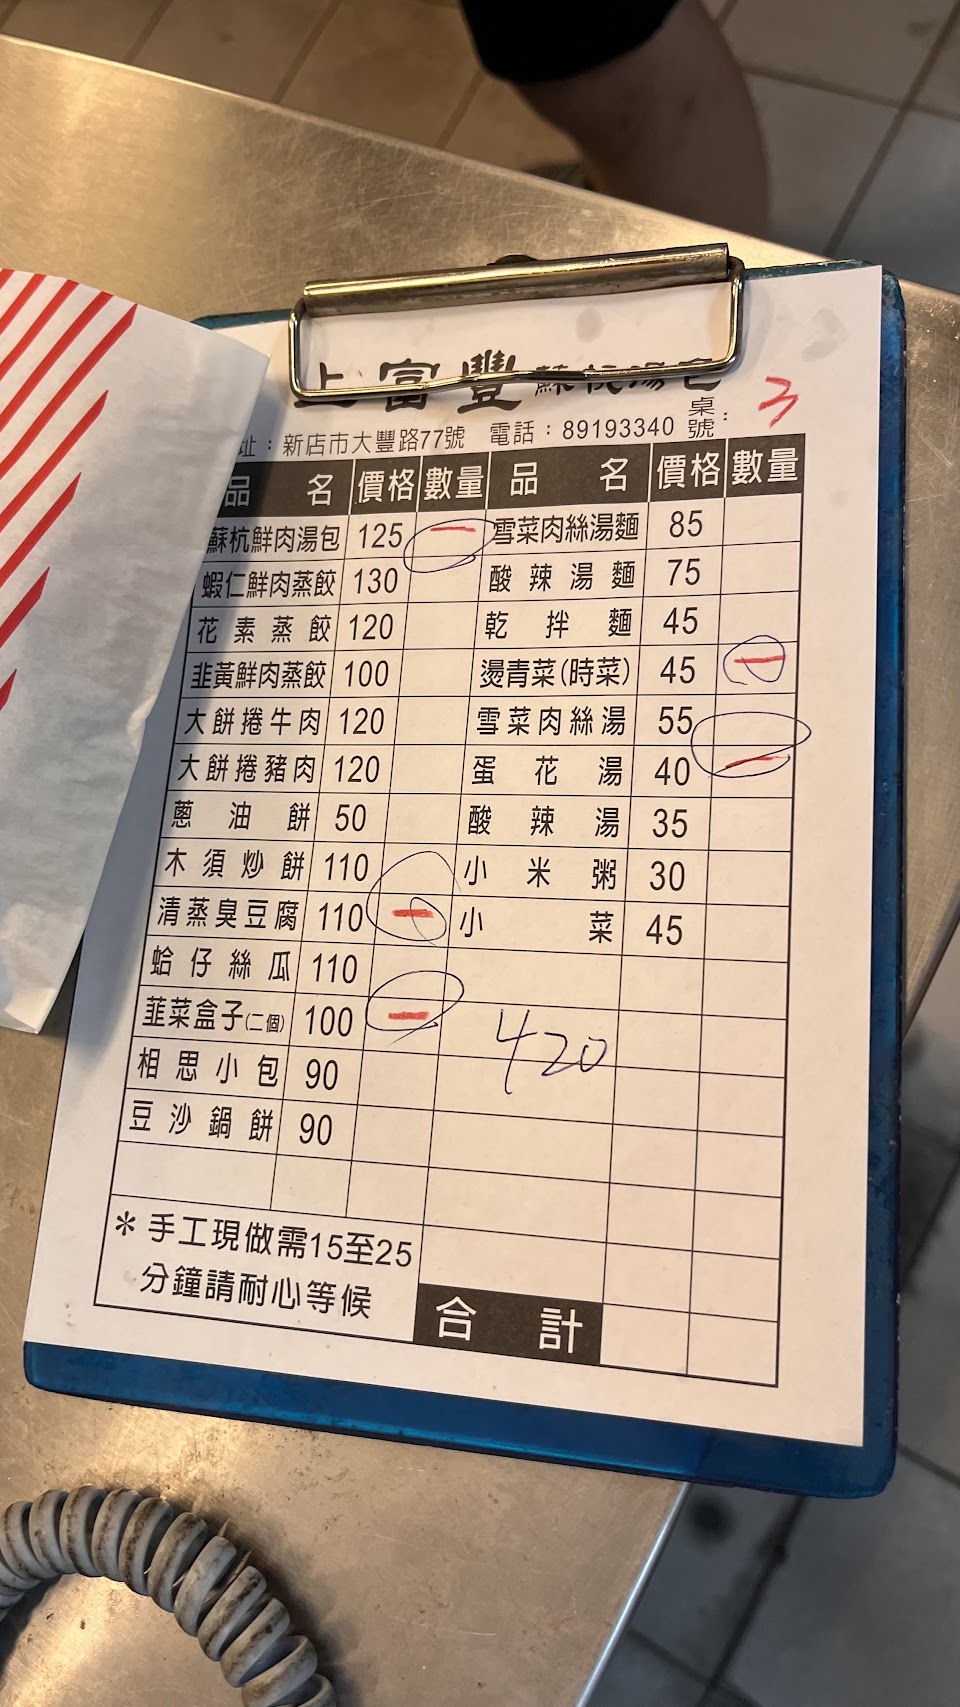 上富豐 蘇杭湯包
址：新店市大豐路77號 電話：89193340 桌號： 3
品名 價格 數量 品名 價格 數量
蘇杭鮮肉湯包 125 一 雪菜肉絲湯麵 85
蝦仁鮮肉蒸餃 130 酸辣湯麵 75
花素蒸餃 120 乾拌麵 45
韭黃鮮肉蒸餃 100 燙青菜(時菜) 45 一
大餅捲牛肉 120 雪菜肉絲湯 55
大餅捲豬肉 120 蛋花湯 40 一
蔥油餅 50 酸辣湯 35
木須炒餅 110 小米粥 30
清蒸臭豆腐 110 一 小菜 45
蛤仔絲瓜 110
韭菜盒子(二個) 100 一 420
相思小包 90
豆沙鍋餅 90
＊手工現做需15至25
分鐘請耐心等候
合計